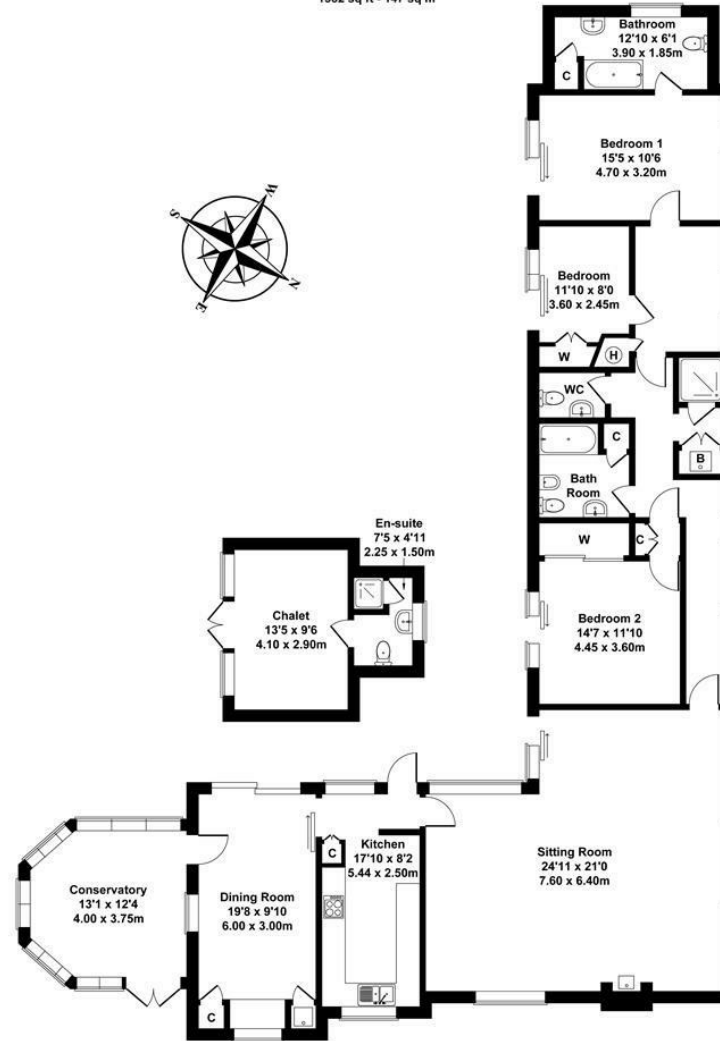 1582 sq ft - 147 sq m
Bathroom
12'10 x 6'1
3.90 x 1.85m
C
Bedroom 1
15'5 x 10'6
4.70 x 3.20m
W
S
N
E
Bedroom
11'10 x 8'0
3.60 x 2.45m
W
H
WC
C
B
Bath
Room
W
C
En-suite
7'5 x 4'11
2.25 x 1.50m
Chalet
13'5 x 9'6
4.10 x 2.90m
Bedroom 2
14'7 x 11'10
4.45 x 3.60m
Kitchen
17'10 x 8'2
5.44 x 2.50m
C
Sitting Room
24'11 x 21'0
7.60 x 6.40m
Conservatory
13'1 x 12'4
4.00 x 3.75m
Dining Room
19'8 x 9'10
6.00 x 3.00m
C